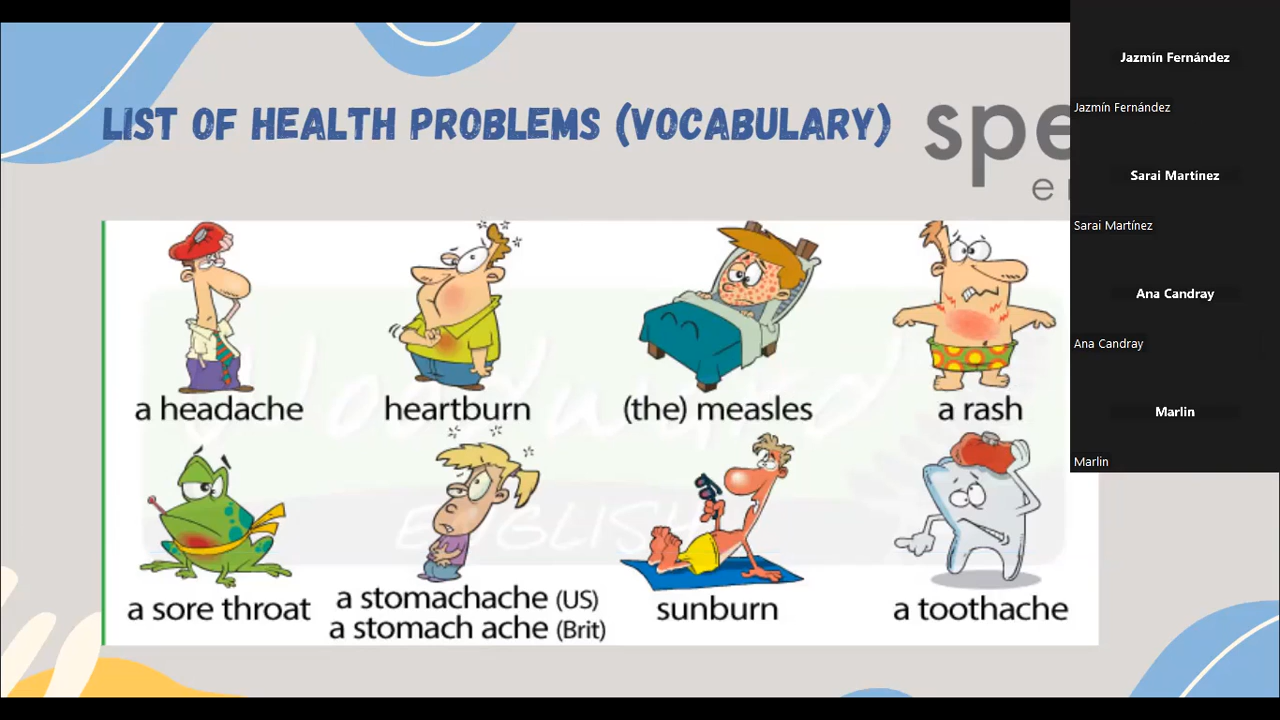 LIST OF HEALTH PROBLEMS (VOCABULARY)
spe
e
a headache
heartburn
(the) measles
a rash
a sore throat
a stomachache (US)
a stomach ache (Brit)
sunburn
a toothache
ENGLISH
Jazmín Fernández
Jazmín Fernández
Sarai Martínez
Sarai Martínez
Ana Candray
Ana Candray
Marlin
Marlin